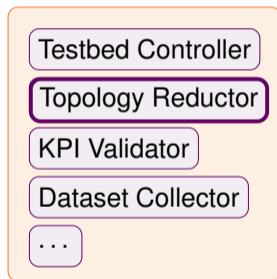 Testbed Controller
Topology Reductor
KPI Validator
Dataset Collector
...